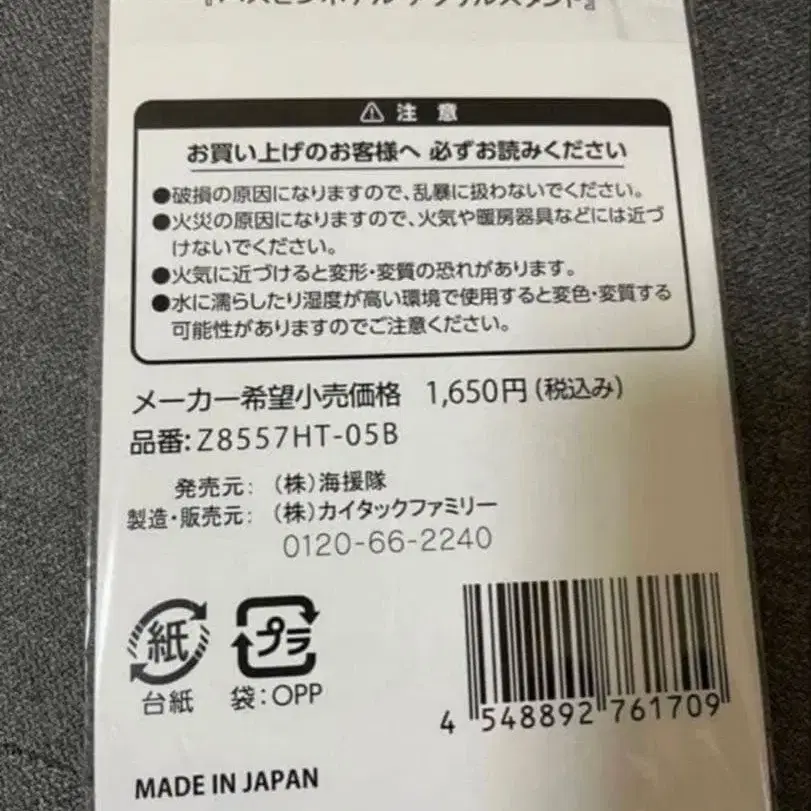 アクリルスタンド』
注 意
お買い上げのお客様へ 必ずお読みください
●破損の原因になりますので、乱暴に扱わないでください。
●火災の原因になりますので、火気や暖房器具などには近づ
けないでください。
●火気に近づけると変形・変質の恐れがあります。
●水に濡らしたり湿度が高い環境で使用すると変色・変質する
可能性がありますのでご注意ください。
メーカー希望小売価格 1,650円(税込み)
品番:Z8557HT-05B
発売元: (株)海援隊
製造・販売元: (株)カイタックファミリー
0120-66-2240
紙
台紙
プラ
袋:OPP
4 548892 761709
MADE IN JAPAN